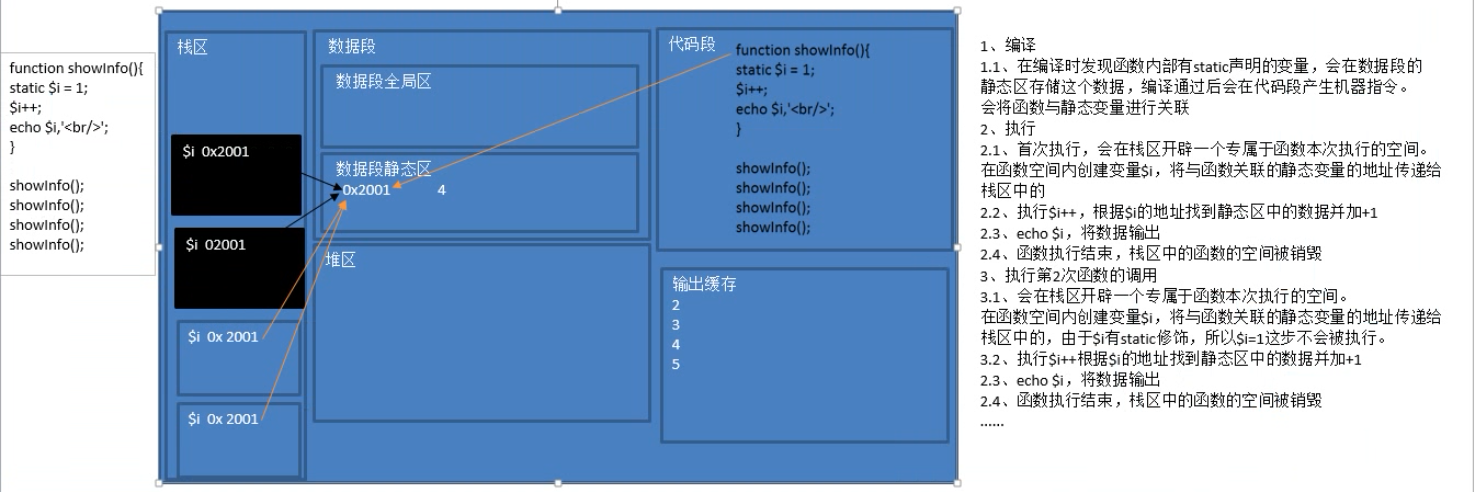 function showInfo(){
static $i = 1;
$i++;
echo $i,'<br/>';
}
showInfo();
showInfo();
showInfo();
showInfo();
栈区
$i 0x2001
$i 02001
$i 0x 2001
$i 0x 2001
数据段
数据段全局区
数据段静态区
0x2001 4
堆区
代码段
function showInfo(){
static $i = 1;
$i++;
echo $i,'<br/>';
}
showInfo();
showInfo();
showInfo();
showInfo();
输出缓存
2
3
4
5
1、编译
1.1、在编译时发现函数内部有static声明的变量，会在数据段的
静态区存储这个数据，编译通过后会在代码段产生机器指令。
会将函数与静态变量进行关联
2、执行
2.1、首次执行，会在栈区开辟一个专属于函数本次执行的空间。
在函数空间内创建变量$i，将与函数关联的静态变量的地址传递给
栈区中的
2.2、执行$i++，根据$i的地址找到静态区中的数据并加+1
2.3、echo $i，将数据输出
2.4、函数执行结束，栈区中的函数的空间被销毁
3、执行第2次函数的调用
3.1、会在栈区开辟一个专属于函数本次执行的空间。
在函数空间内创建变量$i，将与函数关联的静态变量的地址传递给
栈区中的，由于$i有static修饰，所以$i=1这步不会被执行。
3.2、执行$i++根据$i的地址找到静态区中的数据并加+1
2.3、echo $i，将数据输出
2.4、函数执行结束，栈区中的函数的空间被销毁
......